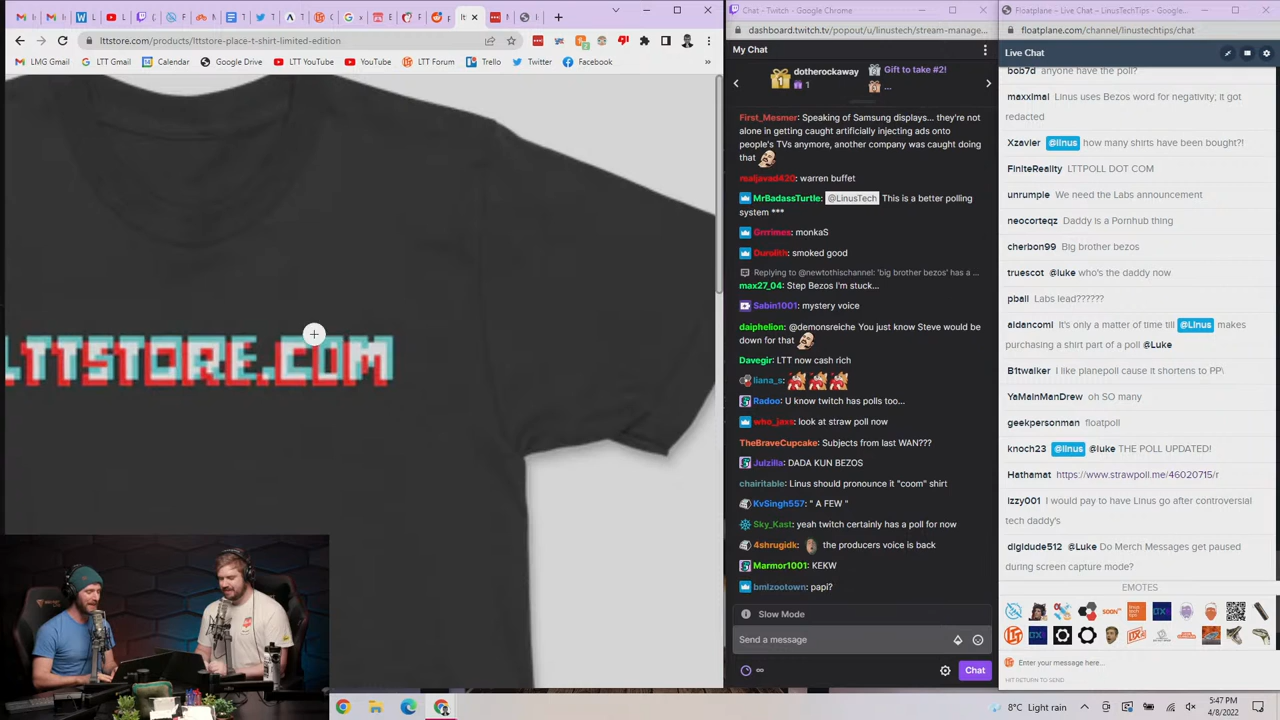 Chat - Twitch - Google Chrome
Floatplane – Live Chat – LinusTechTips - Google...
lttstore.com/products/lttstore-place-t-shirt-limited-edition
dashboard.twitch.tv/popout/u/linustech/stream-manage...
floatplane.com/channel/linustechtips/chat
LMG Gmail
LTT Gmail
Calendar
Google Drive
LTT YouTube
YouTube
LTT Forum
Trello
Twitter
Facebook
LTTSTORE.COM
My Chat
dotherockaway
1
Gift to take #2!
...
First_Mesmer: Speaking of Samsung displays... they're not
alone in getting caught artificially injecting ads onto
people's TVs anymore, another company was caught doing
that
realjavad420: warren buffet
MrBadassTurtle: @LinusTech This is a better polling
system ***
Grrrimes: monkaS
Durolith: smoked good
Replying to @newtothischannel: 'big brother bezos' has a ...
max27_04: Step Bezos I'm stuck...
Sabin1001: mystery voice
daiphelion: @demonsreiche You just know Steve would be
down for that
Davegir: LTT now cash rich
liana_s:
Radoo: U know twitch has polls too...
who_jaxs: look at straw poll now
TheBraveCupcake: Subjects from last WAN???
Julzilla: DADA KUN BEZOS
chairitable: Linus should pronounce it "coom" shirt
KvSingh557: " A FEW "
Sky_Kast: yeah twitch certainly has a poll for now
4shrugidk: the producers voice is back
Marmor1001: KEKW
bmlzootown: papi?
Slow Mode
Send a message
Chat
Live Chat
bob7d anyone have the poll?
maxximal Linus uses Bezos word for negativity; it got
redacted
Xzavier @linus how many shirts have been bought?!
FiniteReality LTTPOLL DOT COM
unrumple We need the Labs announcement
neocorteqz Daddy is a Pornhub thing
cherbon99 Big brother bezos
truescot @luke who's the daddy now
pball Labs lead??????
aidancoml It's only a matter of time till @Linus makes
purchasing a shirt part of a poll @Luke
B1twalker I like planepoll cause it shortens to PP\
YaMainManDrew oh SO many
geekpersonman floatpoll
knoch23 @linus @luke THE POLL UPDATED!
Hathamat https://www.strawpoll.me/46020715/r
izzy001 I would pay to have Linus go after controversial
tech daddy's
digidude512 @Luke Do Merch Messages get paused
during screen capture mode?
EMOTES
Enter your message here...
HIT RETURN TO SEND
8°C Light rain
5:47 PM
4/8/2022